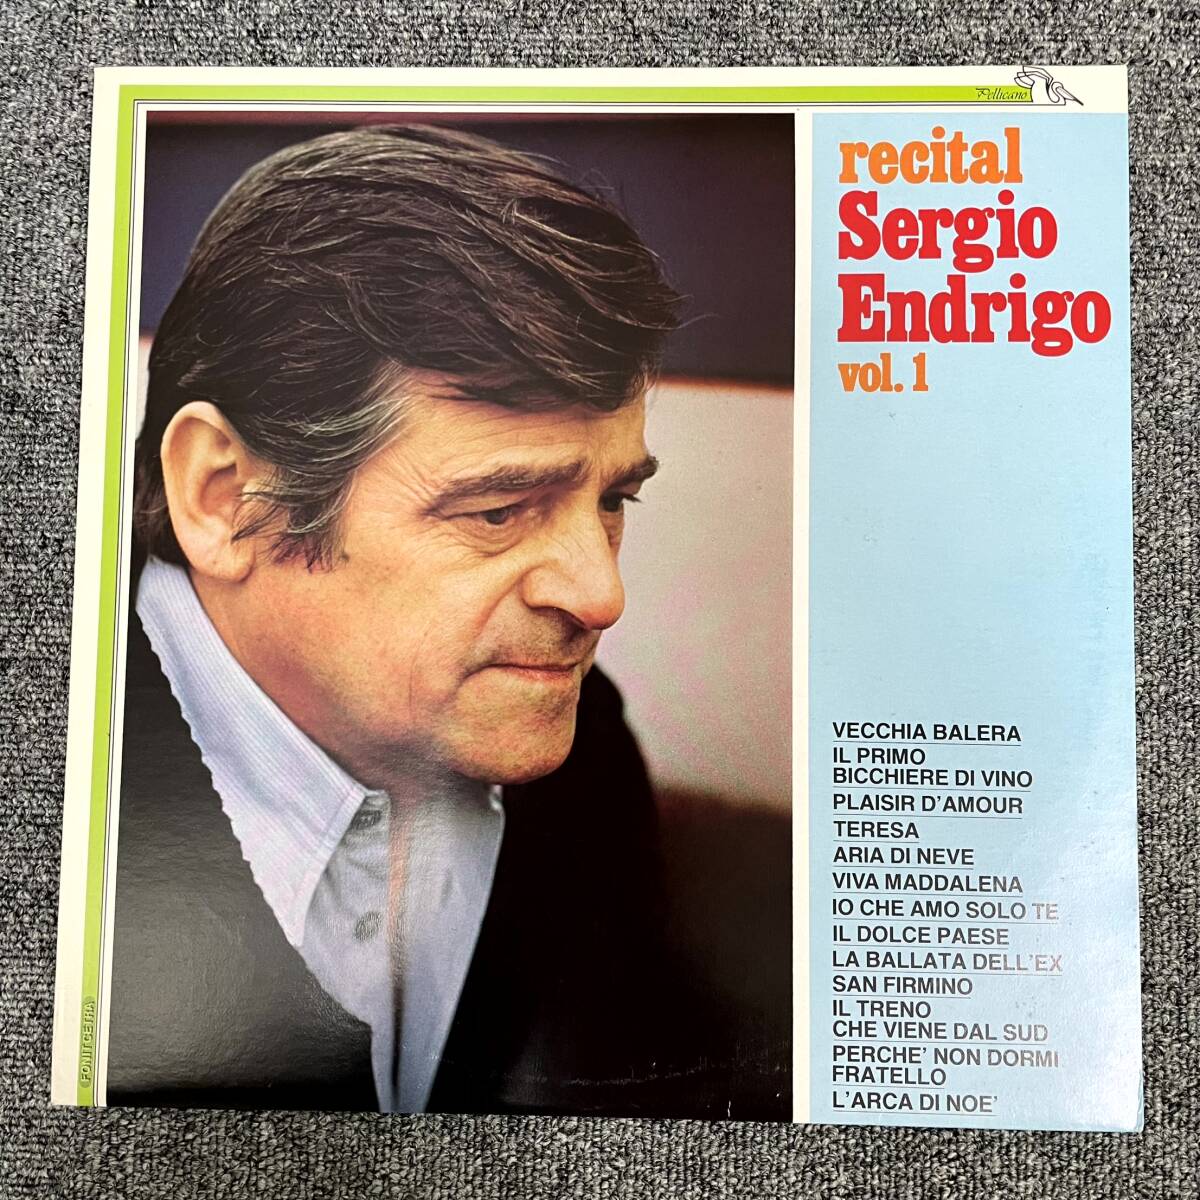 Pellicano
recital
Sergio
Endrigo
vol. 1
VECCHIA BALERA
IL PRIMO
BICCHIERE DI VINO
PLAISIR D'AMOUR
TERESA
ARIA DI NEVE
VIVA MADDALENA
IO CHE AMO SOLO TE
IL DOLCE PAESE
LA BALLATA DELL'EX
SAN FIRMINO
IL TRENO
CHE VIENE DAL SUD
PERCHE' NON DORMI
FRATELLO
L'ARCA DI NOE'
FONIT CETRA